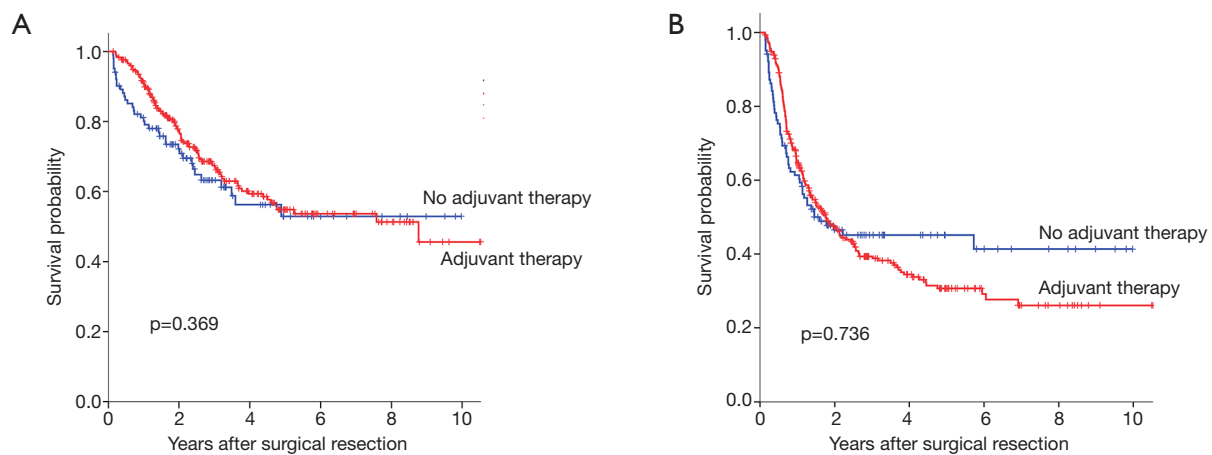 A
1.0
0.8
0.6
0.4
0.2
0.0
Survival probability
No adjuvant therapy
Adjuvant therapy
p=0.369
0 2 4 6 8 10
Years after surgical resection
B
1.0
0.8
0.6
0.4
0.2
0.0
Survival probability
No adjuvant therapy
Adjuvant therapy
p=0.736
0 2 4 6 8 10
Years after surgical resection